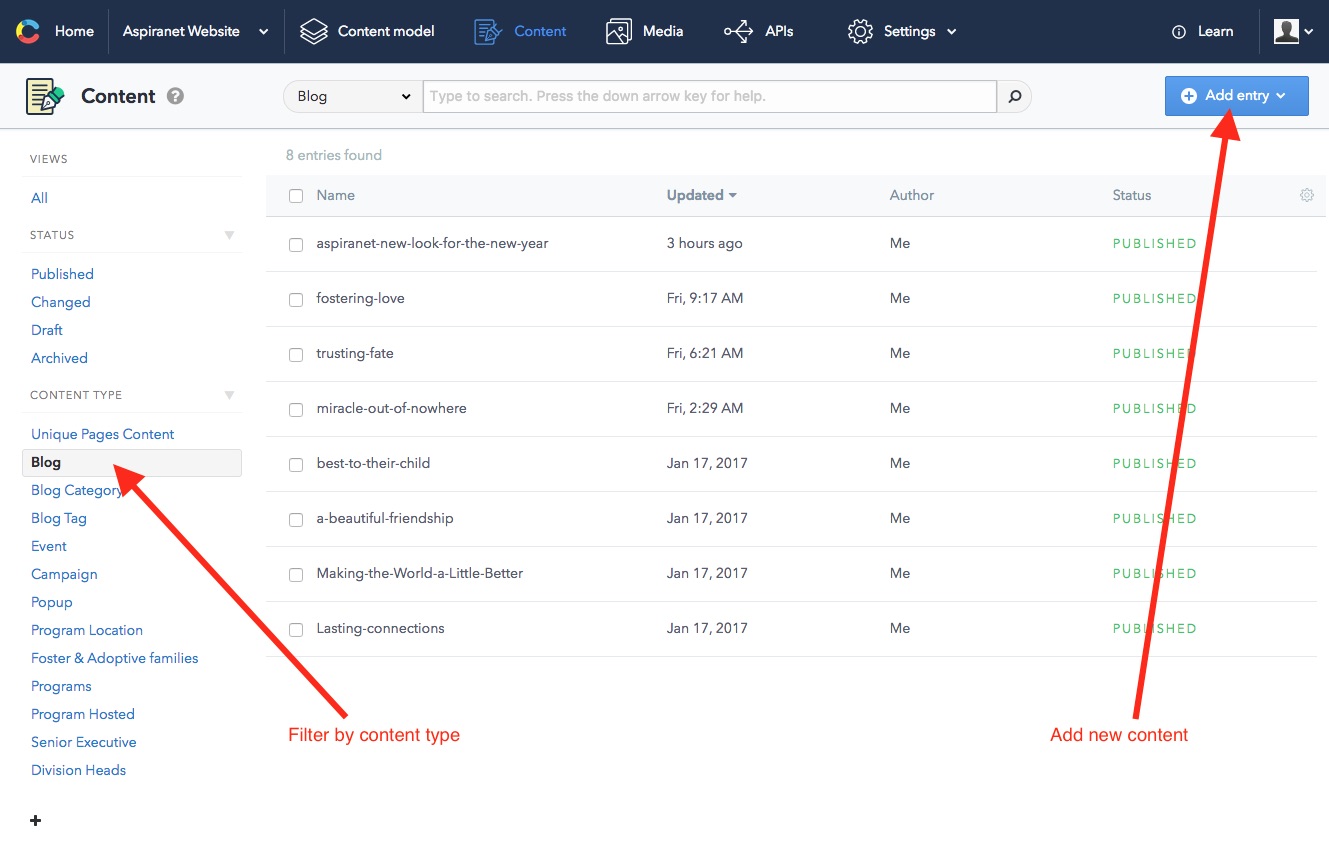 Home Aspiranet Website Content model Content Media APIs Settings Learn
Content ? Blog Type to search. Press the down arrow key for help. Add entry
VIEWS
All
STATUS
Published
Changed
Draft
Archived
CONTENT TYPE
Unique Pages Content
Blog
Blog Category
Blog Tag
Event
Campaign
Popup
Program Location
Foster & Adoptive families
Programs
Program Hosted
Senior Executive
Division Heads
8 entries found
Name Updated Author Status
aspiranet-new-look-for-the-new-year 3 hours ago Me PUBLISHED
fostering-love Fri, 9:17 AM Me PUBLISHED
trusting-fate Fri, 6:21 AM Me PUBLISHED
miracle-out-of-nowhere Fri, 2:29 AM Me PUBLISHED
best-to-their-child Jan 17, 2017 Me PUBLISHED
a-beautiful-friendship Jan 17, 2017 Me PUBLISHED
Making-the-World-a-Little-Better Jan 17, 2017 Me PUBLISHED
Lasting-connections Jan 17, 2017 Me PUBLISHED
Filter by content type
Add new content